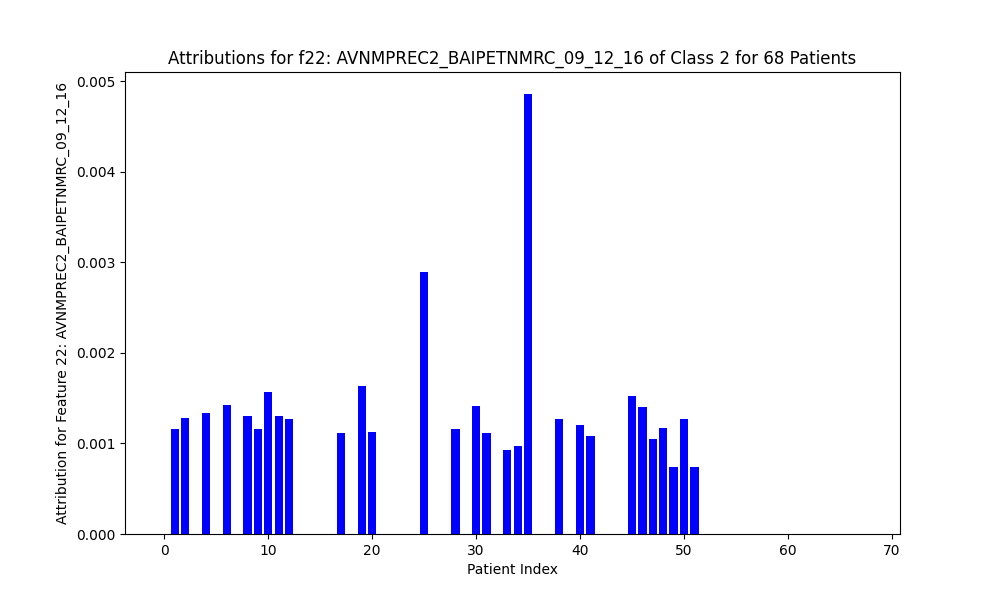 Attributions for f22: AVNMPREC2_BAIPETNMRC_09_12_16 of Class 2 for 68 Patients
Attribution for Feature 22: AVNMPREC2_BAIPETNMRC_09_12_16
0.005
0.004
0.003
0.002
0.001
0.000
0 10 20 30 40 50 60 70
Patient Index